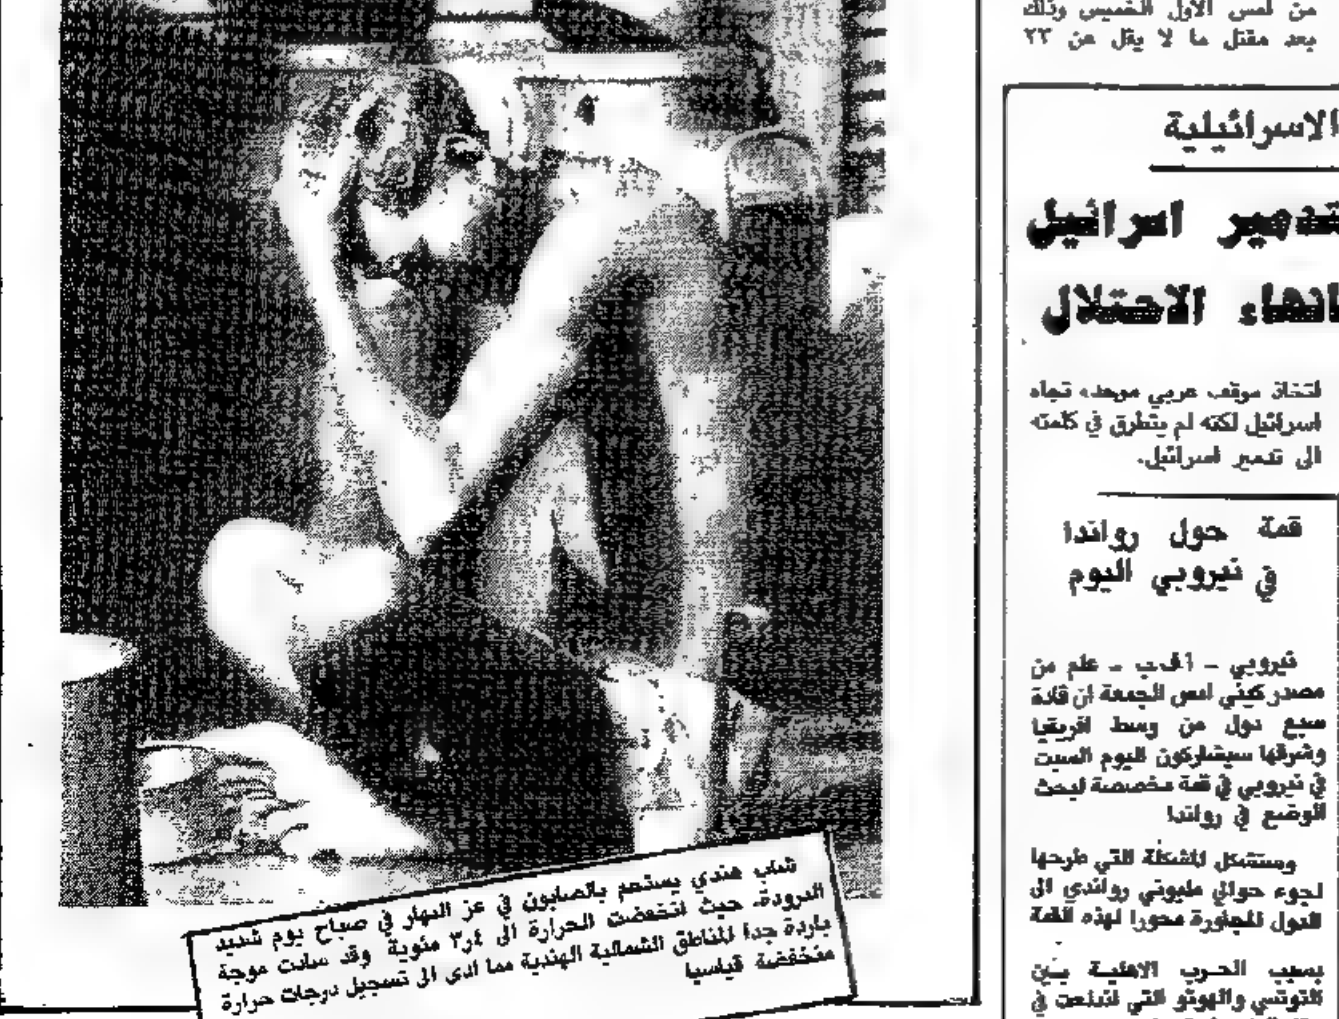 من امس الاول الخميس وذلك
بعد مقتل ما لا يقل عن ٢٣
الاسرائيلية
تدمير اسرائيل
انهاء الاحتلال
لتخاذ موقف عربي موحد تجاه
اسرائيل لكنه لم يتطرق في كلمته
الى تدمير اسرائيل.
قمة حول رواندا
في نيروبي اليوم
نيروبي - أ ف ب - علم من
مصدر كيني امس الجمعة ان قادة
سبع دول من وسط افريقيا
وشرقها سيشاركون اليوم السبت
في نيروبي في قمة مخصصة لبحث
الوضع في رواندا
وستشكل المشكلة التي طرحها
لجوء حوالي مليوني رواندي الى
الدول المجاورة محورا لهذه القمة
بسبب الحرب الاهلية بين
التوتسي والهوتو التي اندلعت في
شاب هندي يستحم بالصابون في عز النهار في صباح يوم شديد
البرودة، حيث انخفضت الحرارة الى ٣٫٤ مئوية وقد سادت موجة
باردة جدا المناطق الشمالية الهندية مما ادى الى تسجيل درجات حرارة
منخفضة قياسيا